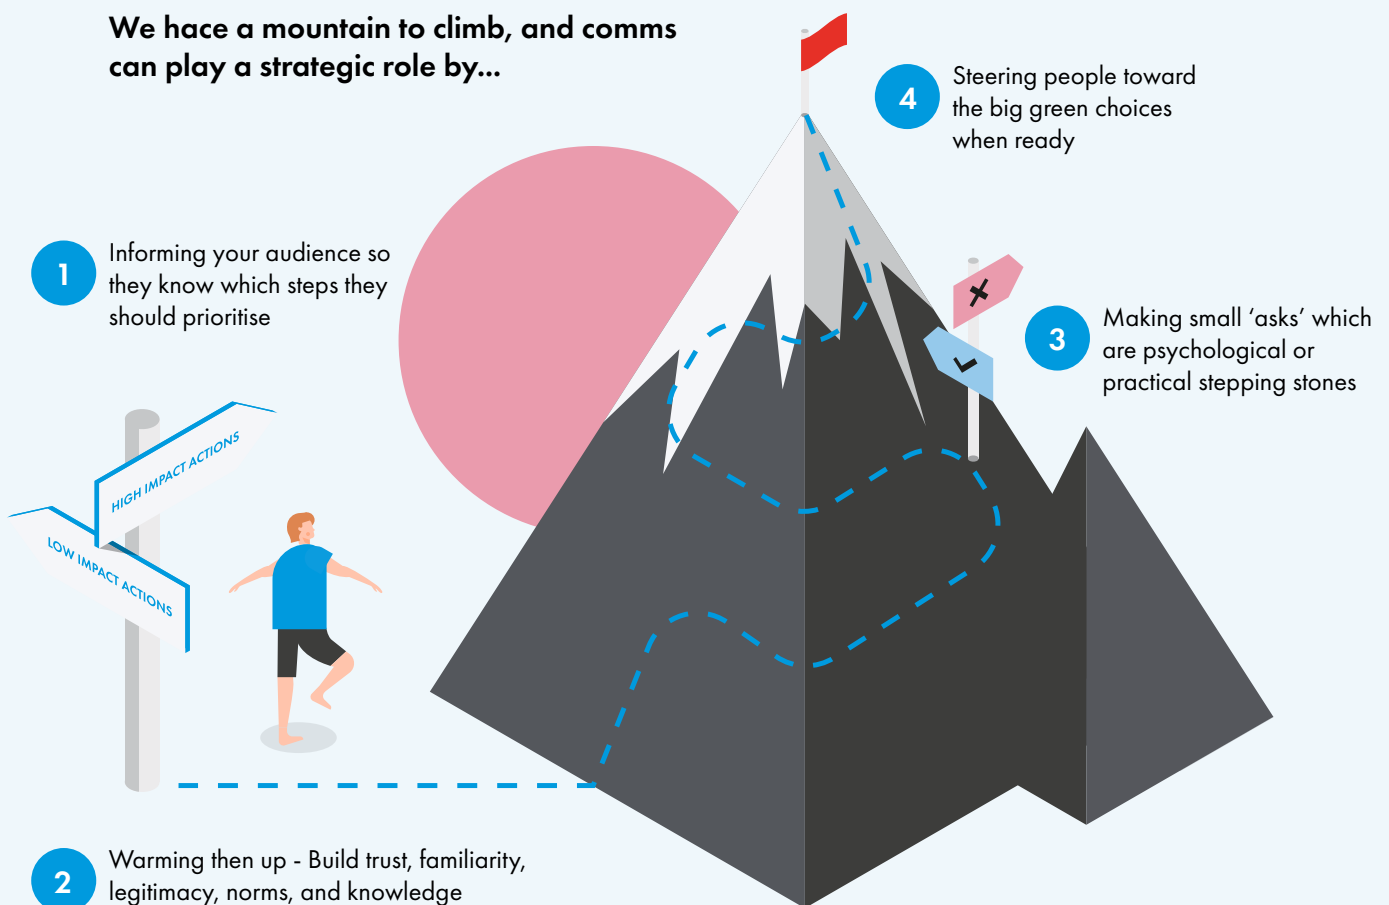 We hace a mountain to climb, and comms
can play a strategic role by...
1
Informing your audience so
they know which steps they
should prioritise
HIGH IMPACT ACTIONS
LOW IMPACT ACTIONS
2
Warming then up - Build trust, familiarity,
legitimacy, norms, and knowledge
3
Making small ‘asks’ which
are psychological or
practical stepping stones
4
Steering people toward
the big green choices
when ready